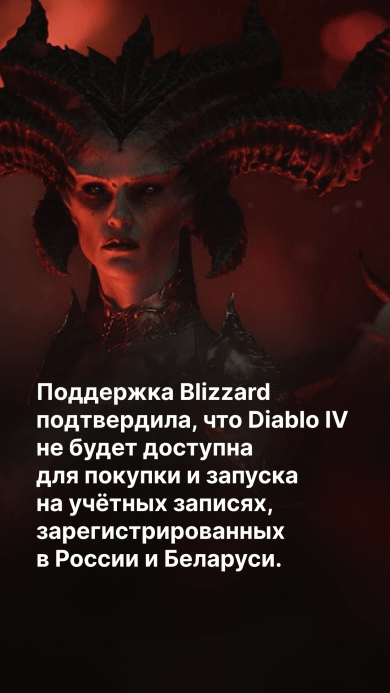 Поддержка Blizzard
подтвердила, что Diablo IV
не будет доступна
для покупки и запуска
на учётных записях,
зарегистрированных
в России и Беларуси.